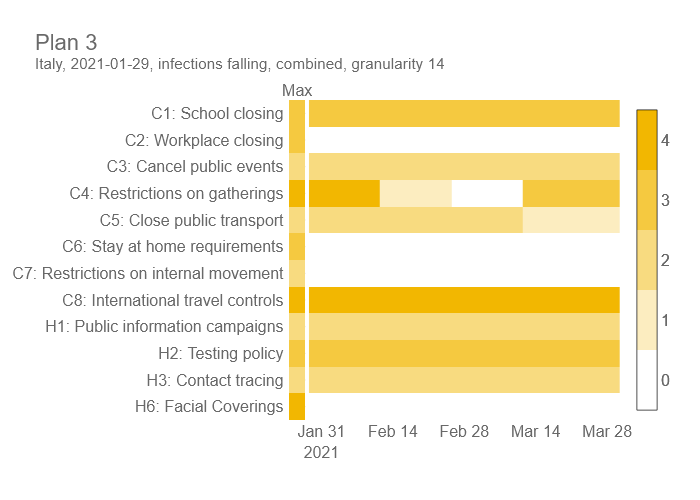 Plan 3
Italy, 2021-01-29, infections falling, combined, granularity 14
Max
C1: School closing
C2: Workplace closing
C3: Cancel public events
C4: Restrictions on gatherings
C5: Close public transport
C6: Stay at home requirements
C7: Restrictions on internal movement
C8: International travel controls
H1: Public information campaigns
H2: Testing policy
H3: Contact tracing
H6: Facial Coverings
Jan 31 Feb 14 Feb 28 Mar 14 Mar 28
2021
4
3
2
1
0